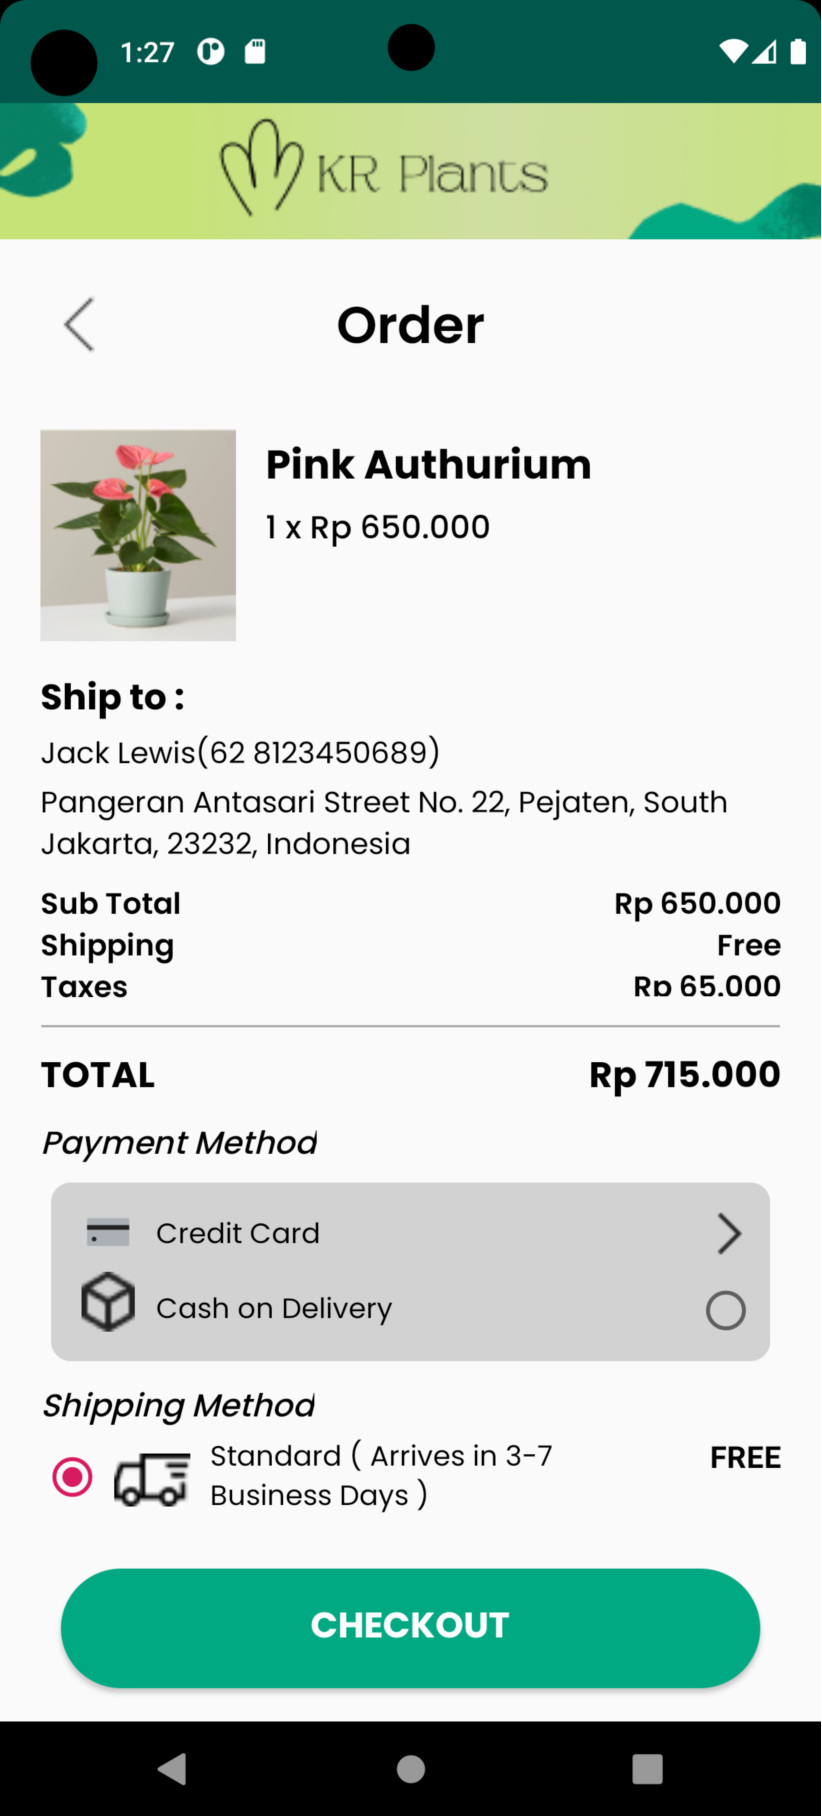 1:27
KR Plants
Order
Pink Authurium
1 x Rp 650.000
Ship to :
Jack Lewis(62 8123450689)
Pangeran Antasari Street No. 22, Pejaten, South
Jakarta, 23232, Indonesia
Sub Total Rp 650.000
Shipping Free
Taxes Rp 65.000
TOTAL Rp 715.000
Payment Method
Credit Card
Cash on Delivery
Shipping Method
Standard ( Arrives in 3-7 FREE
Business Days )
CHECKOUT